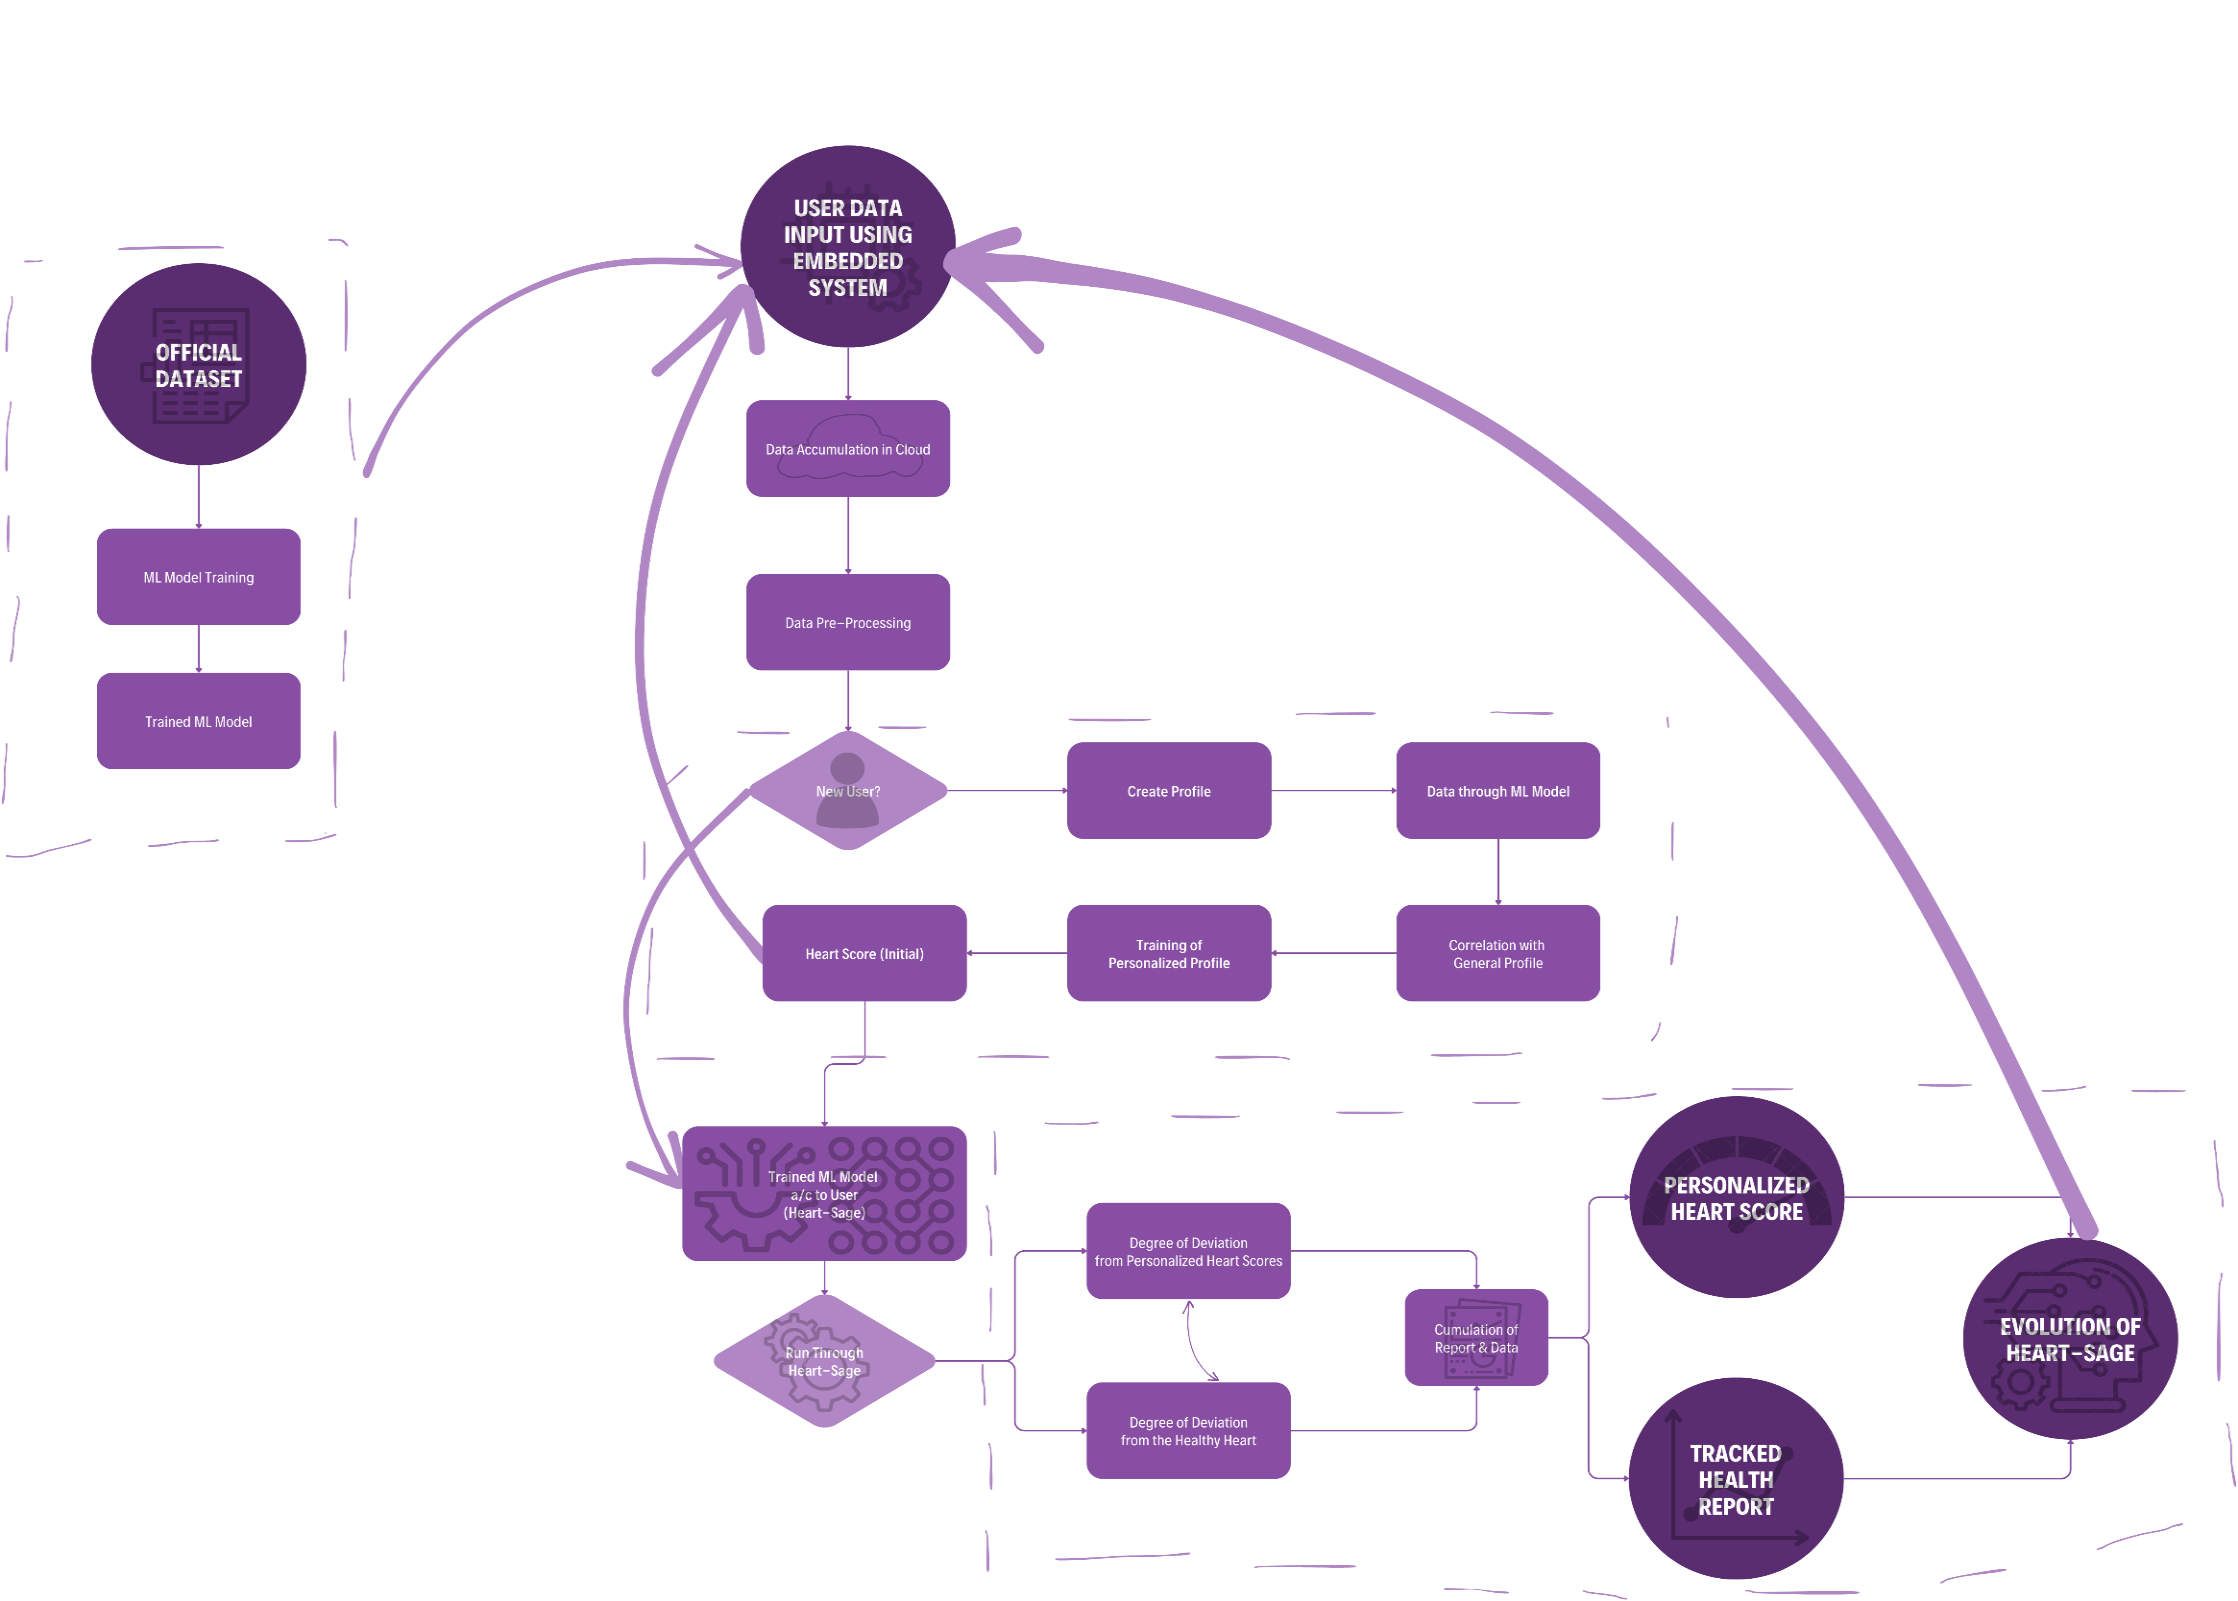 OFFICIAL
DATASET
ML Model Training
Trained ML Model
USER DATA
INPUT USING
EMBEDDED
SYSTEM
Data Accumulation in Cloud
Data Pre-Processing
New User?
Create Profile
Data through ML Model
Correlation with
General Profile
Training of
Personalized Profile
Heart Score (Initial)
Trained ML Model
a/c to User
(Heart-Sage)
Run Through
Heart-Sage
Degree of Deviation
from Personalized Heart Scores
Degree of Deviation
from the Healthy Heart
Cumulation of
Report & Data
PERSONALIZED
HEART SCORE
TRACKED
HEALTH
REPORT
EVOLUTION OF
HEART-SAGE